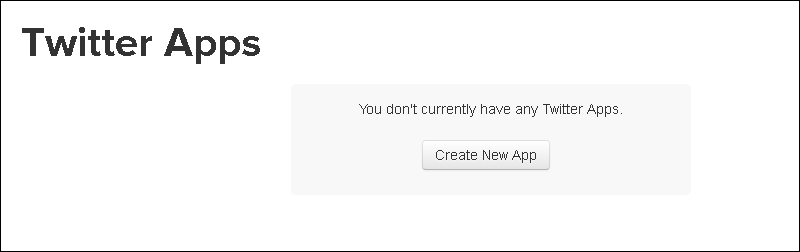 Twitter Apps
You don't currently have any Twitter Apps.
Create New App